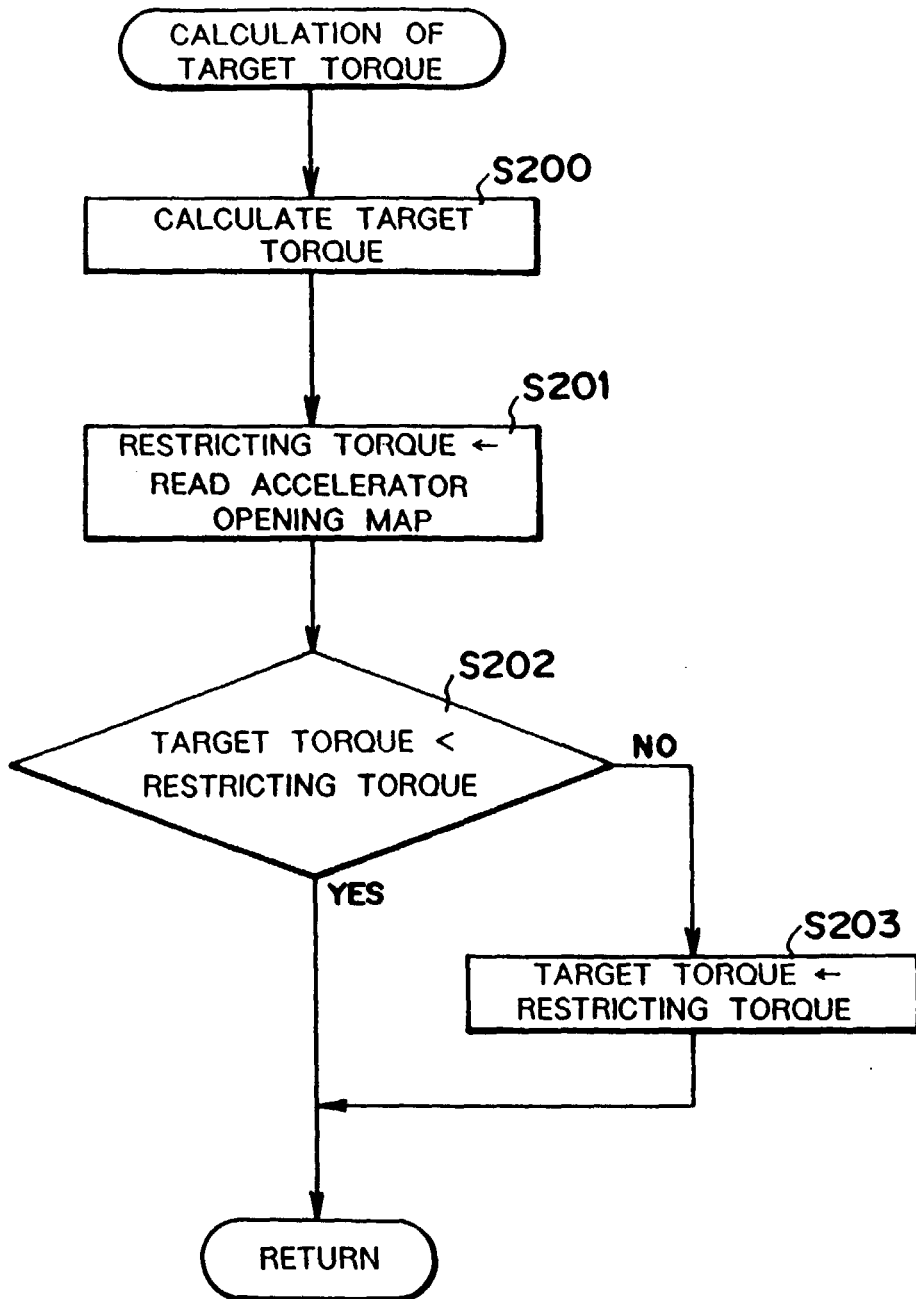 CALCULATION OF
TARGET TORQUE
S200
CALCULATE TARGET
TORQUE
S201
RESTRICTING TORQUE ←
READ ACCELERATOR
OPENING MAP
S202
TARGET TORQUE <
RESTRICTING TORQUE
NO
YES
S203
TARGET TORQUE ←
RESTRICTING TORQUE
RETURN